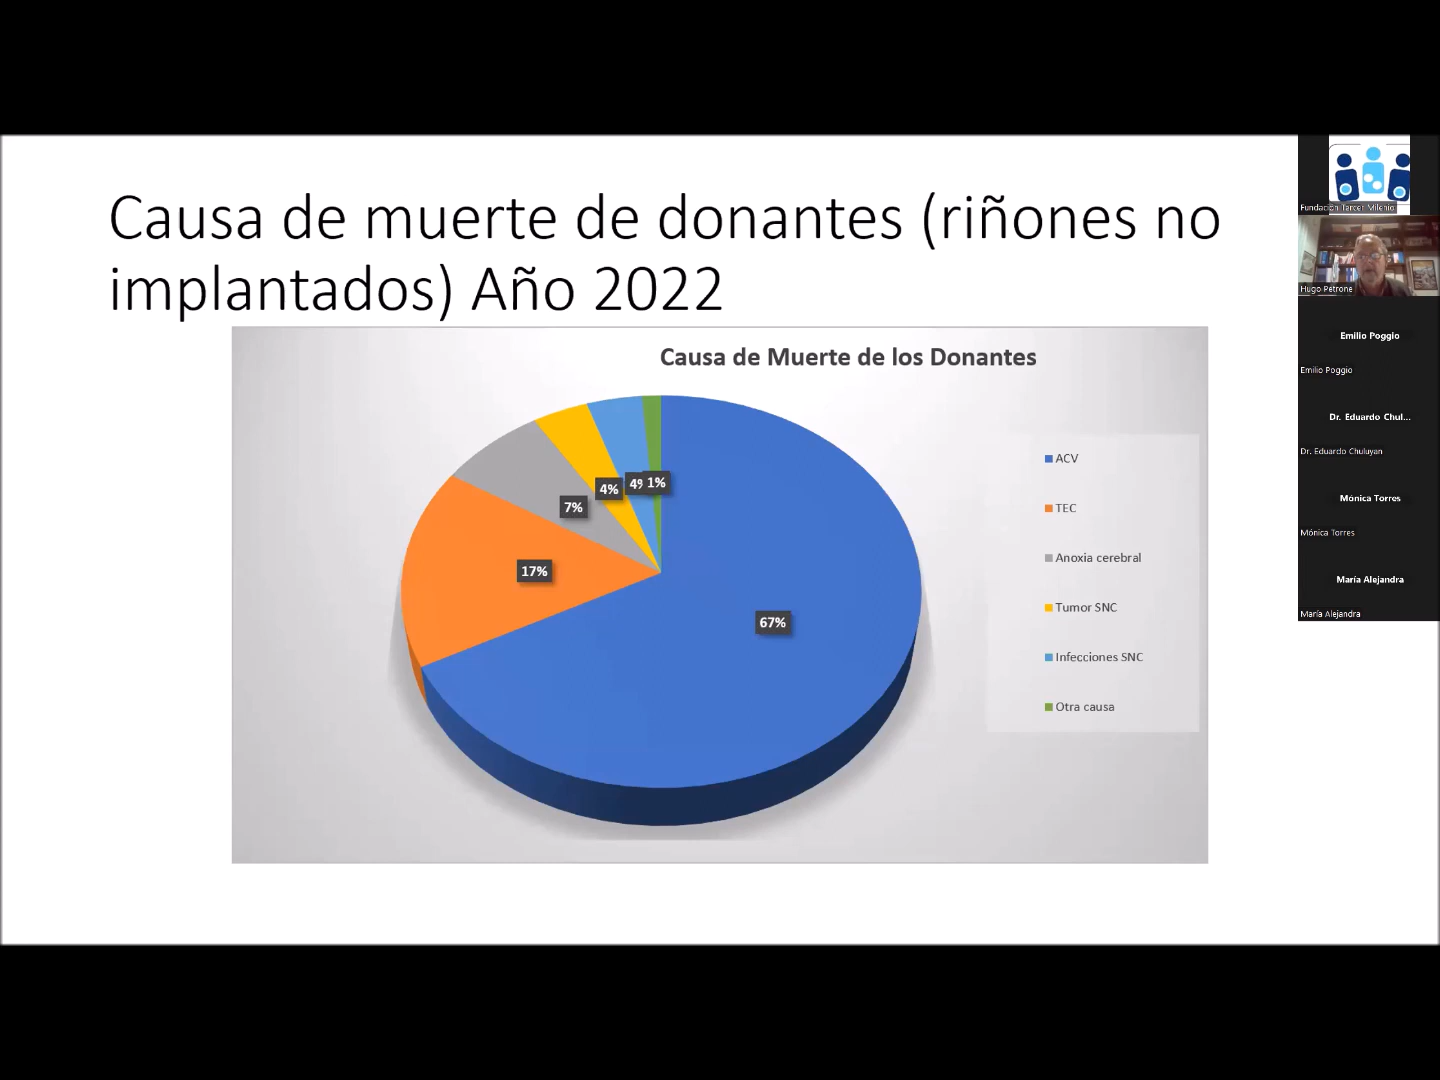 Causa de muerte de donantes (riñones no
implantados) Año 2022
Causa de Muerte de los Donantes
67%
17%
7%
4%
4%
1%
ACV
TEC
Anoxia cerebral
Tumor SNC
Infecciones SNC
Otra causa
Fundación Tercer Milenio
Hugo Petrone
Emilio Poggio
Emilio Poggio
Dr. Eduardo Chul...
Dr. Eduardo Chuluyan
Mónica Torres
Mónica Torres
María Alejandra
María Alejandra